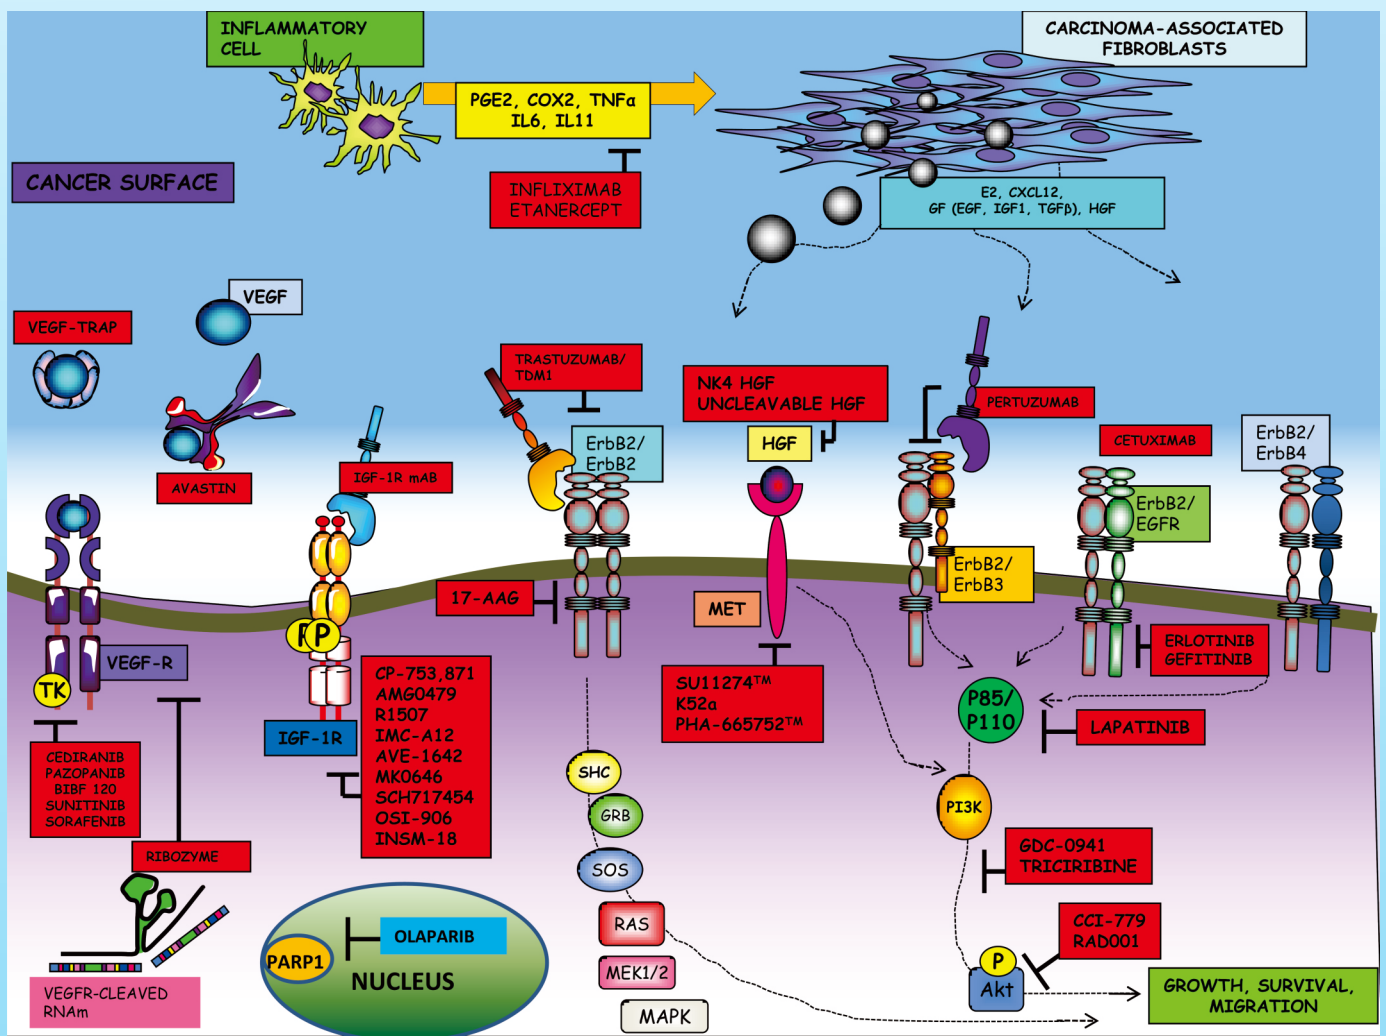 INFLAMMATORY
CELL
CARCINOMA-ASSOCIATED
FIBROBLASTS
PGE2, COX2, TNFα
IL6, IL11
CANCER SURFACE
INFLIXIMAB
ETANERCEPT
E2, CXCL12,
GF (EGF, IGF1, TGFβ), HGF
VEGF
VEGF-TRAP
TRASTUZUMAB/
TDM1
NK4 HGF
UNCLEAVABLE HGF
PERTUZUMAB
HGF
CETUXIMAB
ErbB2/
ErbB4
ErbB2/
ErbB2
IGF-1R mAB
AVASTIN
ErbB2/
EGFR
ErbB2/
ErbB3
17-AAG
MET
P
P
VEGF-R
TK
ERLOTINIB
GEFITINIB
CP-753,871
AMG0479
R1507
IMC-A12
AVE-1642
MK0646
SCH717454
OSI-906
INSM-18
SU11274™
K52a
PHA-665752™
P85/
P110
LAPATINIB
IGF-1R
CEDIRANIB
PAZOPANIB
BIBF 120
SUNITINIB
SORAFENIB
SHC
GRB
PI3K
RIBOZYME
SOS
GDC-0941
TRICIRIBINE
RAS
CCI-779
RAD001
OLAPARIB
PARP1
NUCLEUS
MEK1/2
P
Akt
VEGFR-CLEAVED
RNAm
GROWTH, SURVIVAL,
MIGRATION
MAPK